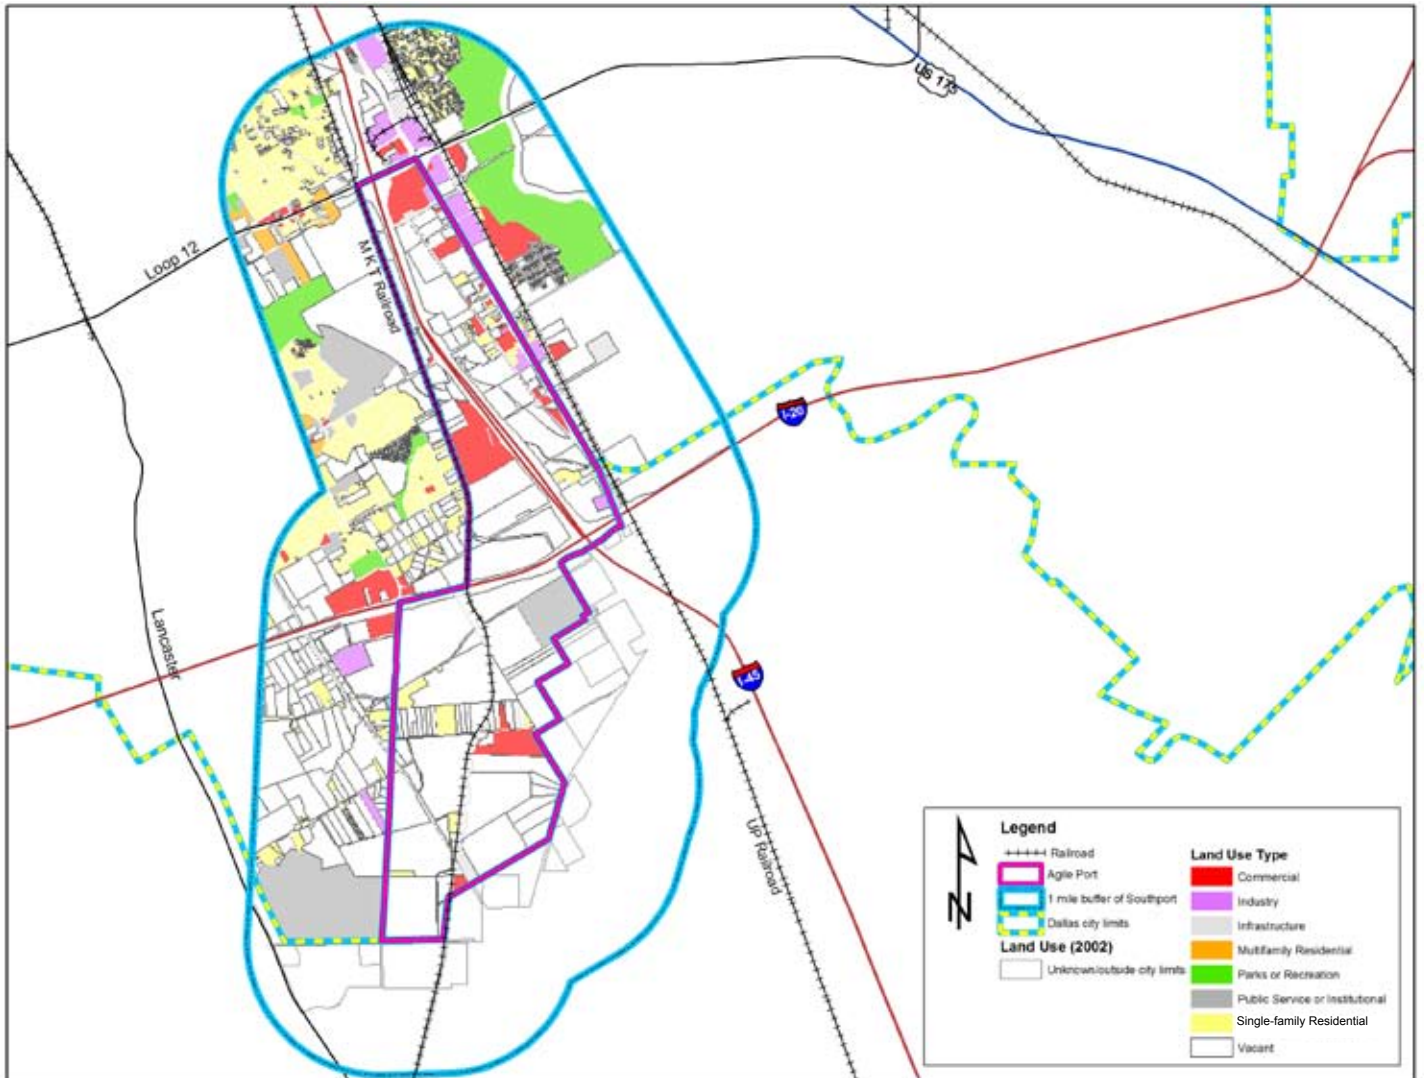 US 175
Loop 12
M K T Railroad
I-20
Lancaster
I-45
UP Railroad
N
Legend
Railroad
Agile Port
1 mile buffer of Southport
Dallas city limits
Land Use (2002)
Unknown/outside city limits
Land Use Type
Commercial
Industry
Infrastructure
Multifamily Residential
Parks or Recreation
Public Service or Institutional
Single-family Residential
Vacant